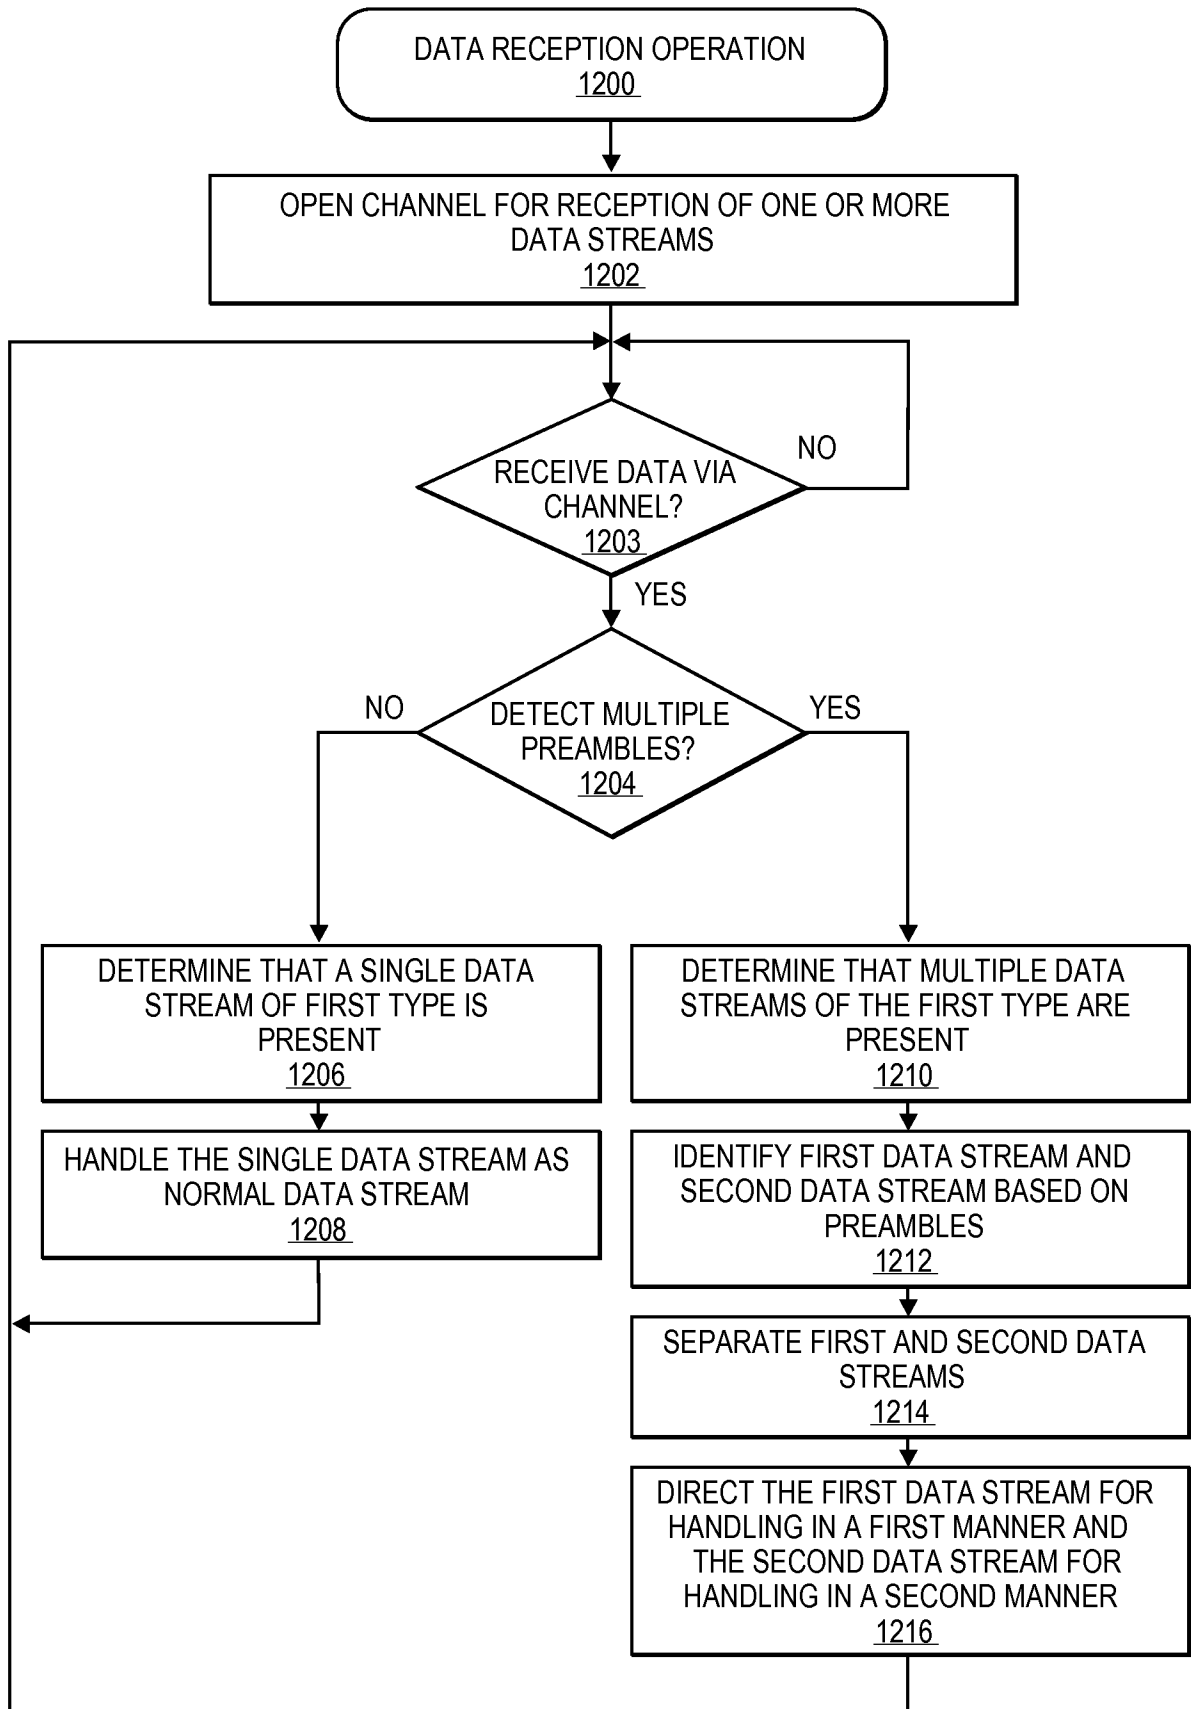 DATA RECEPTION OPERATION
1200
OPEN CHANNEL FOR RECEPTION OF ONE OR MORE
DATA STREAMS
1202
NO
RECEIVE DATA VIA
CHANNEL?
1203
YES
NO
YES
DETECT MULTIPLE
PREAMBLES?
1204
DETERMINE THAT A SINGLE DATA
STREAM OF FIRST TYPE IS
PRESENT
1206
HANDLE THE SINGLE DATA STREAM AS
NORMAL DATA STREAM
1208
DETERMINE THAT MULTIPLE DATA
STREAMS OF THE FIRST TYPE ARE
PRESENT
1210
IDENTIFY FIRST DATA STREAM AND
SECOND DATA STREAM BASED ON
PREAMBLES
1212
SEPARATE FIRST AND SECOND DATA
STREAMS
1214
DIRECT THE FIRST DATA STREAM FOR
HANDLING IN A FIRST MANNER AND
THE SECOND DATA STREAM FOR
HANDLING IN A SECOND MANNER
1216